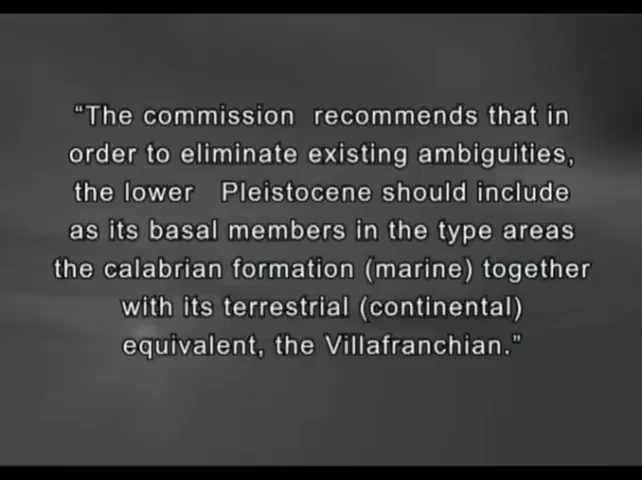 “The commission recommends that in
order to eliminate existing ambiguities,
the lower Pleistocene should include
as its basal members in the type areas
the calabrian formation (marine) together
with its terrestrial (continental)
equivalent, the Villafranchian.”